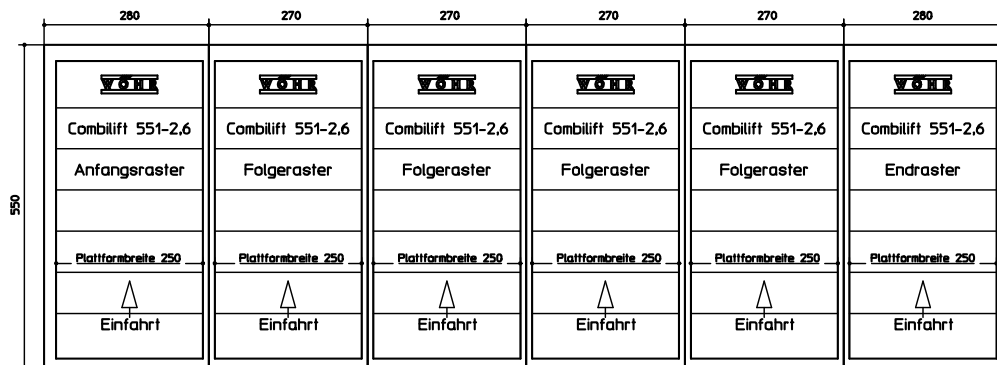 280 270 270 270 270 280
550
WÖHR WÖHR WÖHR WÖHR WÖHR WÖHR
Combilift 551-2,6 Combilift 551-2,6 Combilift 551-2,6 Combilift 551-2,6 Combilift 551-2,6 Combilift 551-2,6
Anfangsraster Folgeraster Folgeraster Folgeraster Folgeraster Endraster
Plattformbreite 250 Plattformbreite 250 Plattformbreite 250 Plattformbreite 250 Plattformbreite 250 Plattformbreite 250
Einfahrt Einfahrt Einfahrt Einfahrt Einfahrt Einfahrt